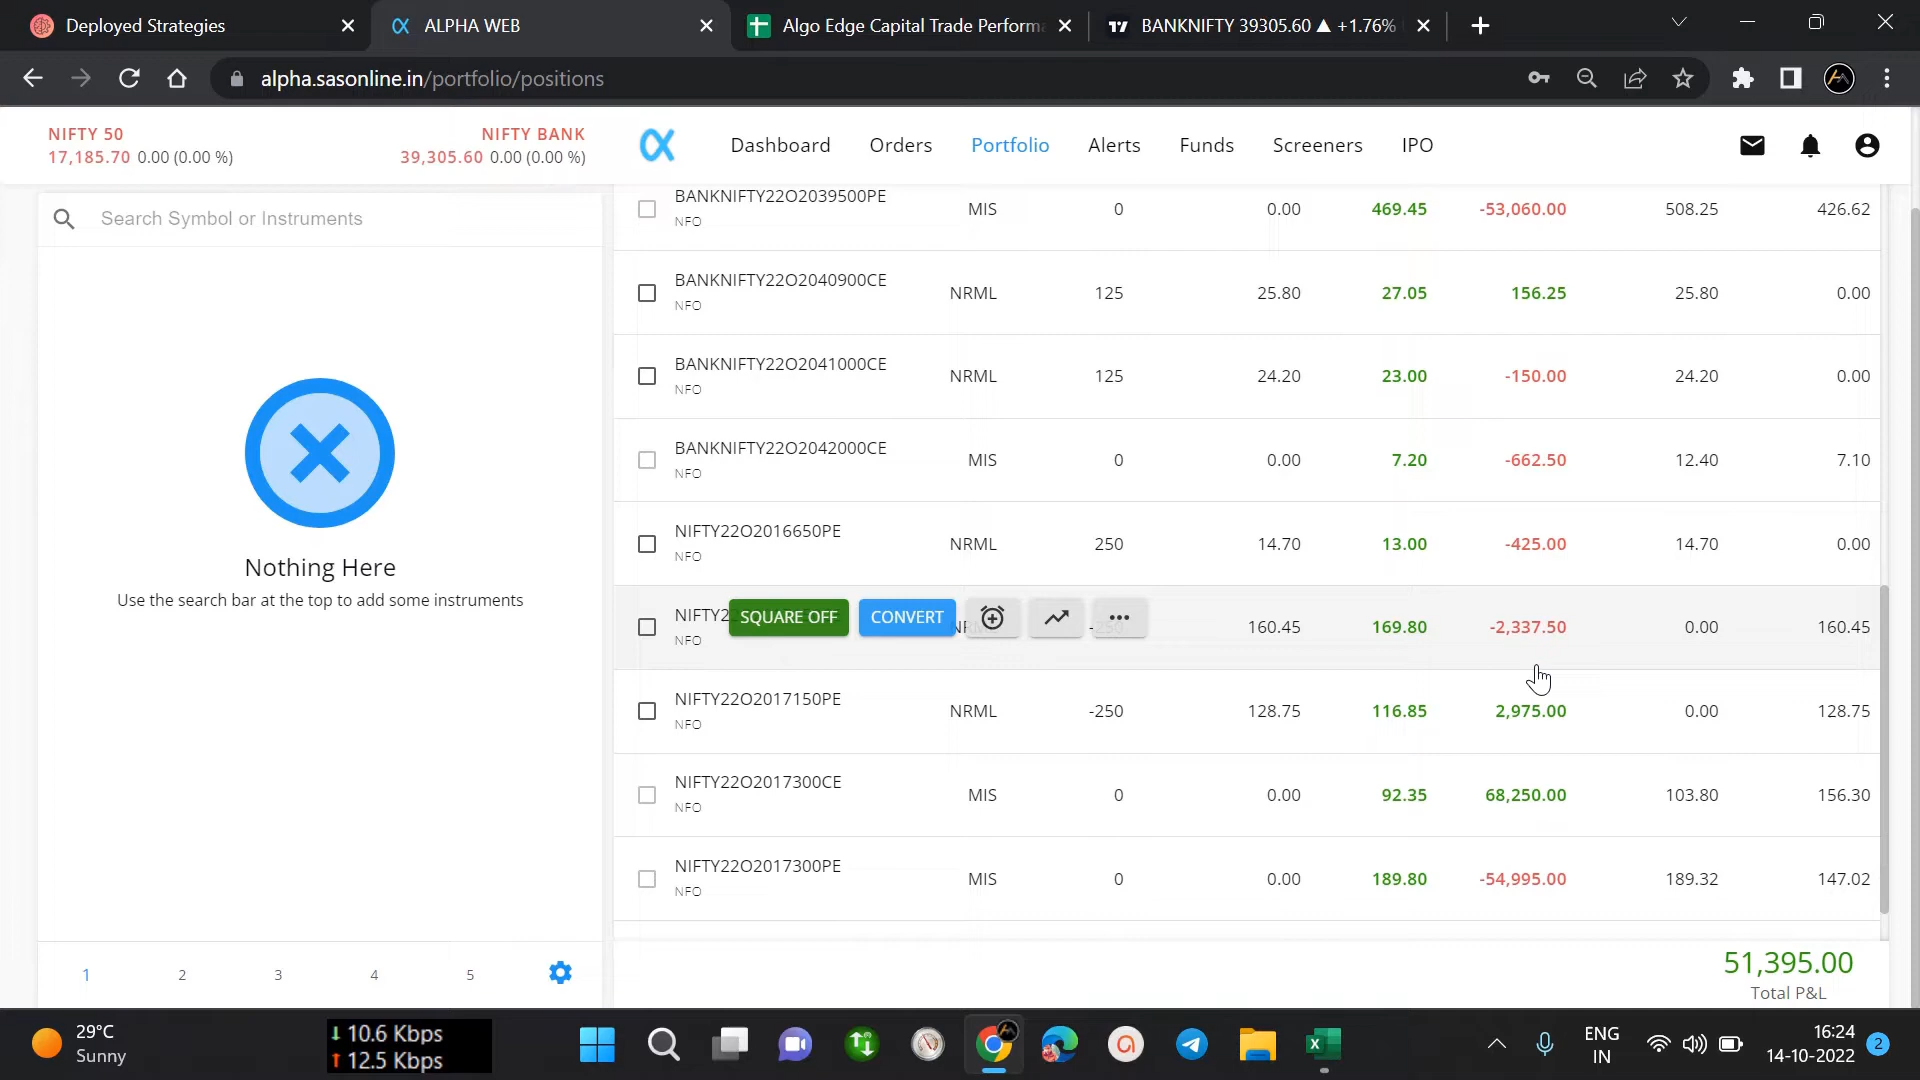 Deployed Strategies
ALPHA WEB
Algo Edge Capital Trade Performa
BANKNIFTY 39305.60 ▲ +1.76%
alpha.sasonline.in/portfolio/positions
NIFTY 50
17,185.70 0.00 (0.00 %)
NIFTY BANK
39,305.60 0.00 (0.00 %)
Dashboard
Orders
Portfolio
Alerts
Funds
Screeners
IPO
Search Symbol or Instruments
Nothing Here
Use the search bar at the top to add some instruments
1 2 3 4 5
BANKNIFTY22O2039500PE
NFO
MIS 0 0.00 469.45 -53,060.00 508.25 426.62
BANKNIFTY22O2040900CE
NFO
NRML 125 25.80 27.05 156.25 25.80 0.00
BANKNIFTY22O2041000CE
NFO
NRML 125 24.20 23.00 -150.00 24.20 0.00
BANKNIFTY22O2042000CE
NFO
MIS 0 0.00 7.20 -662.50 12.40 7.10
NIFTY22O2016650PE
NFO
NRML 250 14.70 13.00 -425.00 14.70 0.00
NFO
SQUARE OFF CONVERT
160.45 169.80 -2,337.50 0.00 160.45
NIFTY22O2017150PE
NFO
NRML -250 128.75 116.85 2,975.00 0.00 128.75
NIFTY22O2017300CE
NFO
MIS 0 0.00 92.35 68,250.00 103.80 156.30
NIFTY22O2017300PE
NFO
MIS 0 0.00 189.80 -54,995.00 189.32 147.02
51,395.00
Total P&L
29°C
Sunny
10.6 Kbps
12.5 Kbps
ENG
IN
16:24
14-10-2022
2